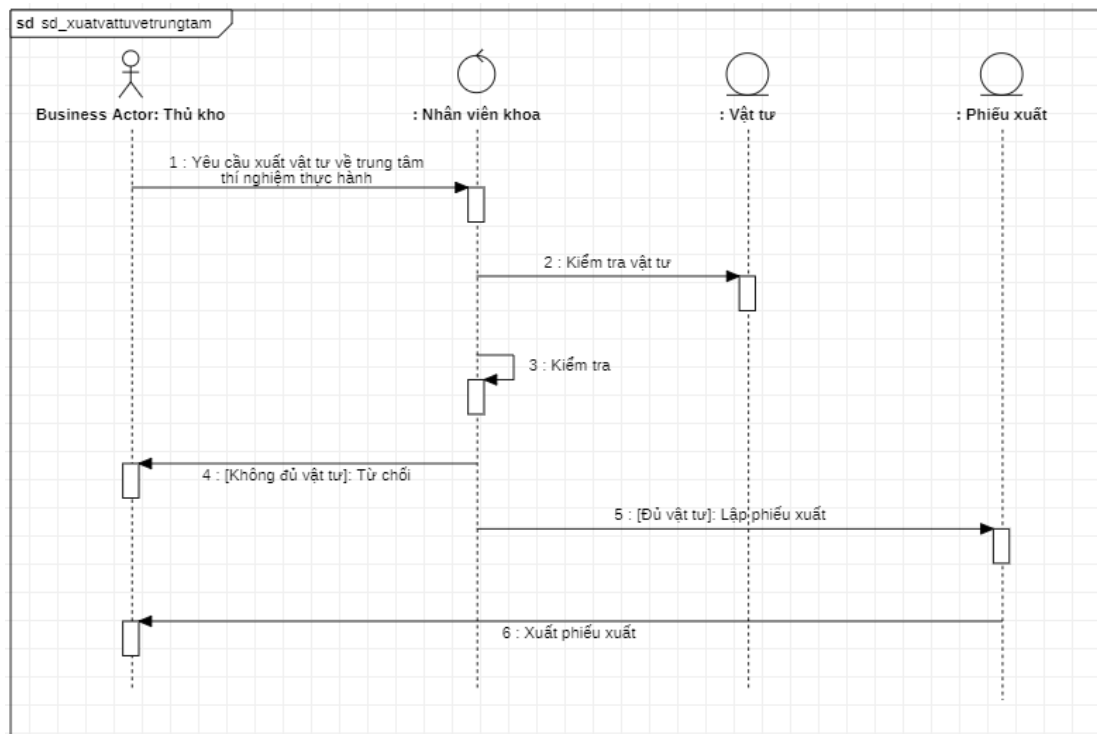 sd sd_xuatvattuvetrungtam
Business Actor: Thủ kho
: Nhân viên khoa
: Vật tư
: Phiếu xuất
1 : Yêu cầu xuất vật tư về trung tâm
thí nghiệm thực hành
2 : Kiểm tra vật tư
3 : Kiểm tra
4 : [Không đủ vật tư]: Từ chối
5 : [Đủ vật tư]: Lập phiếu xuất
6 : Xuất phiếu xuất